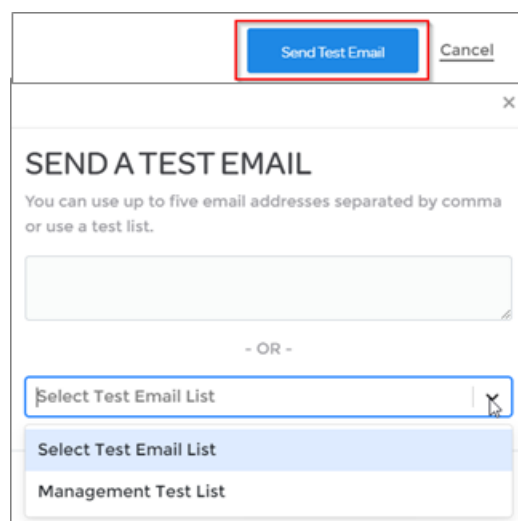 Send Test Email Cancel
×
SEND A TEST EMAIL
You can use up to five email addresses separated by comma
or use a test list.
- OR -
Select Test Email List
Select Test Email List
Management Test List